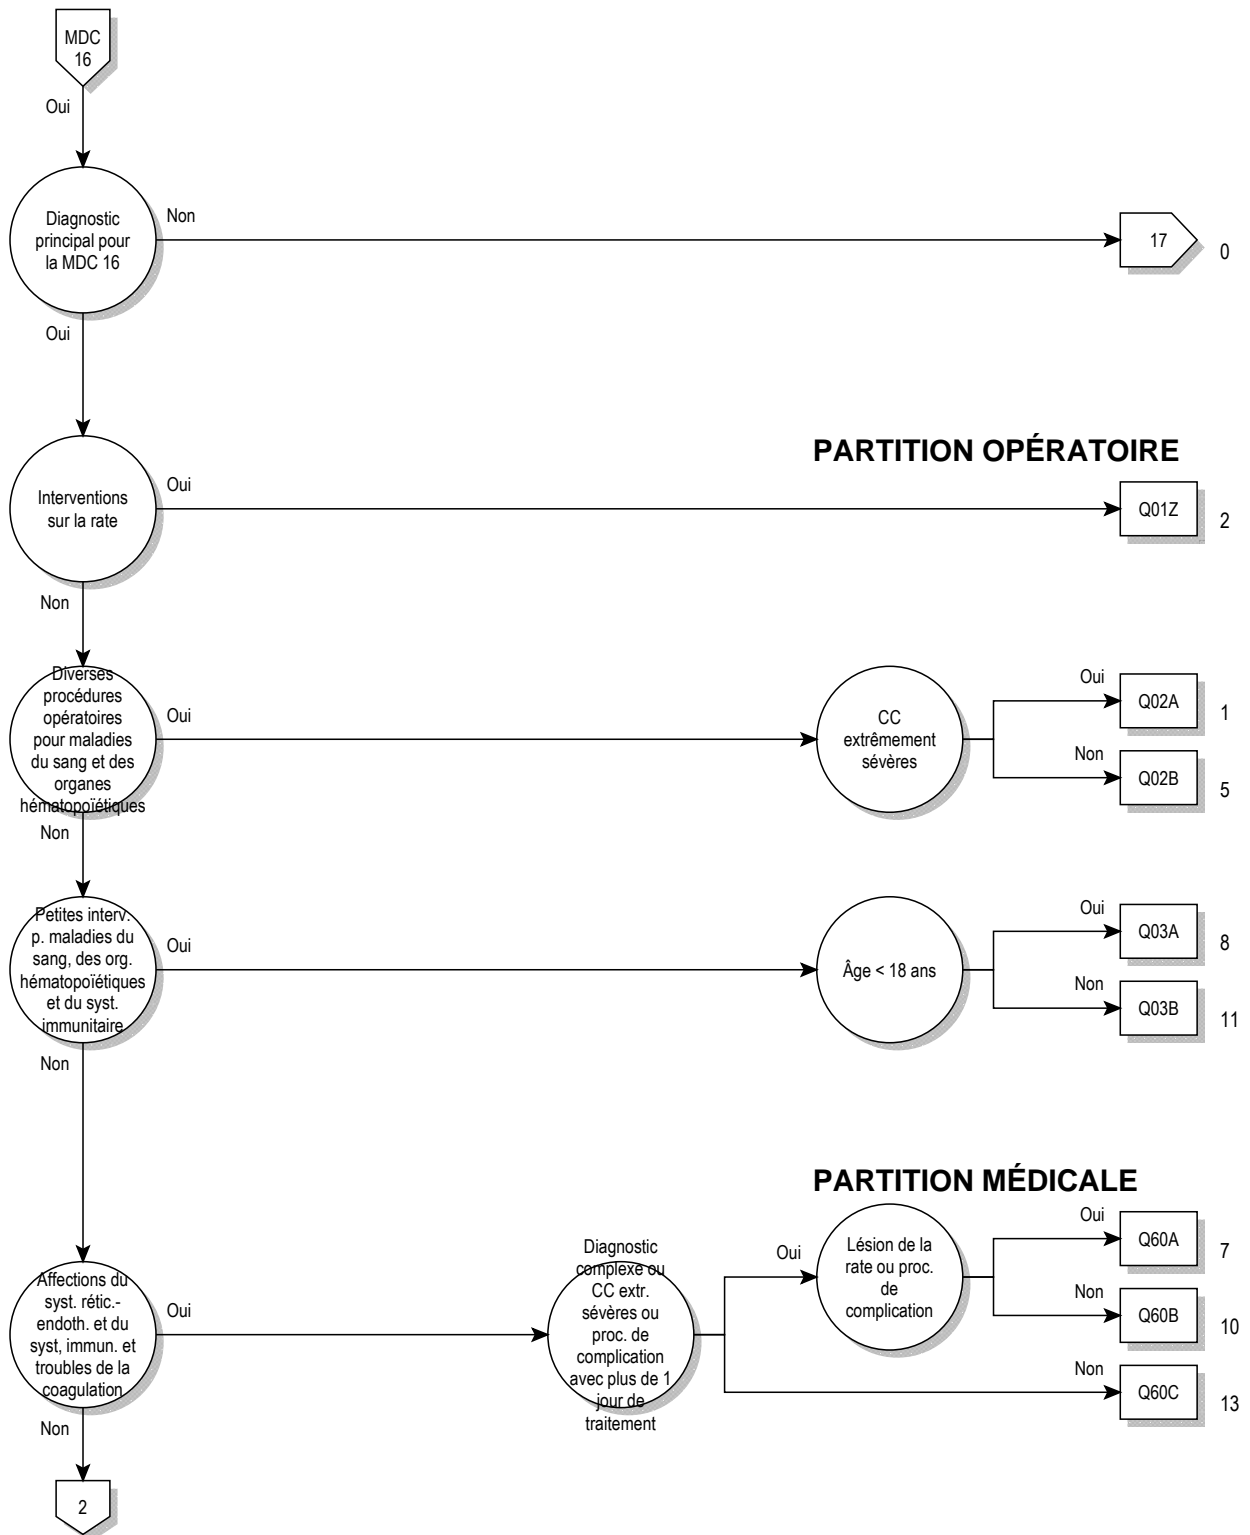 MDC
16
Oui
Diagnostic
principal pour
la MDC 16
Non
17
0
Oui
PARTITION OPÉRATOIRE
Interventions
sur la rate
Oui
Q01Z
2
Non
Diverses
procédures
opératoires
pour maladies
du sang et des
organes
hématopoïétiques
Oui
CC
extrêmement
sévères
Oui
Q02A
1
Non
Q02B
5
Non
Petites interv.
p. maladies du
sang, des org.
hématopoïétiques
et du syst.
immunitaire
Oui
Âge < 18 ans
Oui
Q03A
8
Non
Q03B
11
Non
PARTITION MÉDICALE
Affections du
syst. rétic.-
endoth. et du
syst, immun. et
troubles de la
coagulation
Oui
Diagnostic
complexe ou
CC extr.
sévères ou
proc. de
complication
avec plus de 1
jour de
traitement
Oui
Lésion de la
rate ou proc.
de
complication
Oui
Q60A
7
Non
Q60B
10
Non
Q60C
13
Non
2